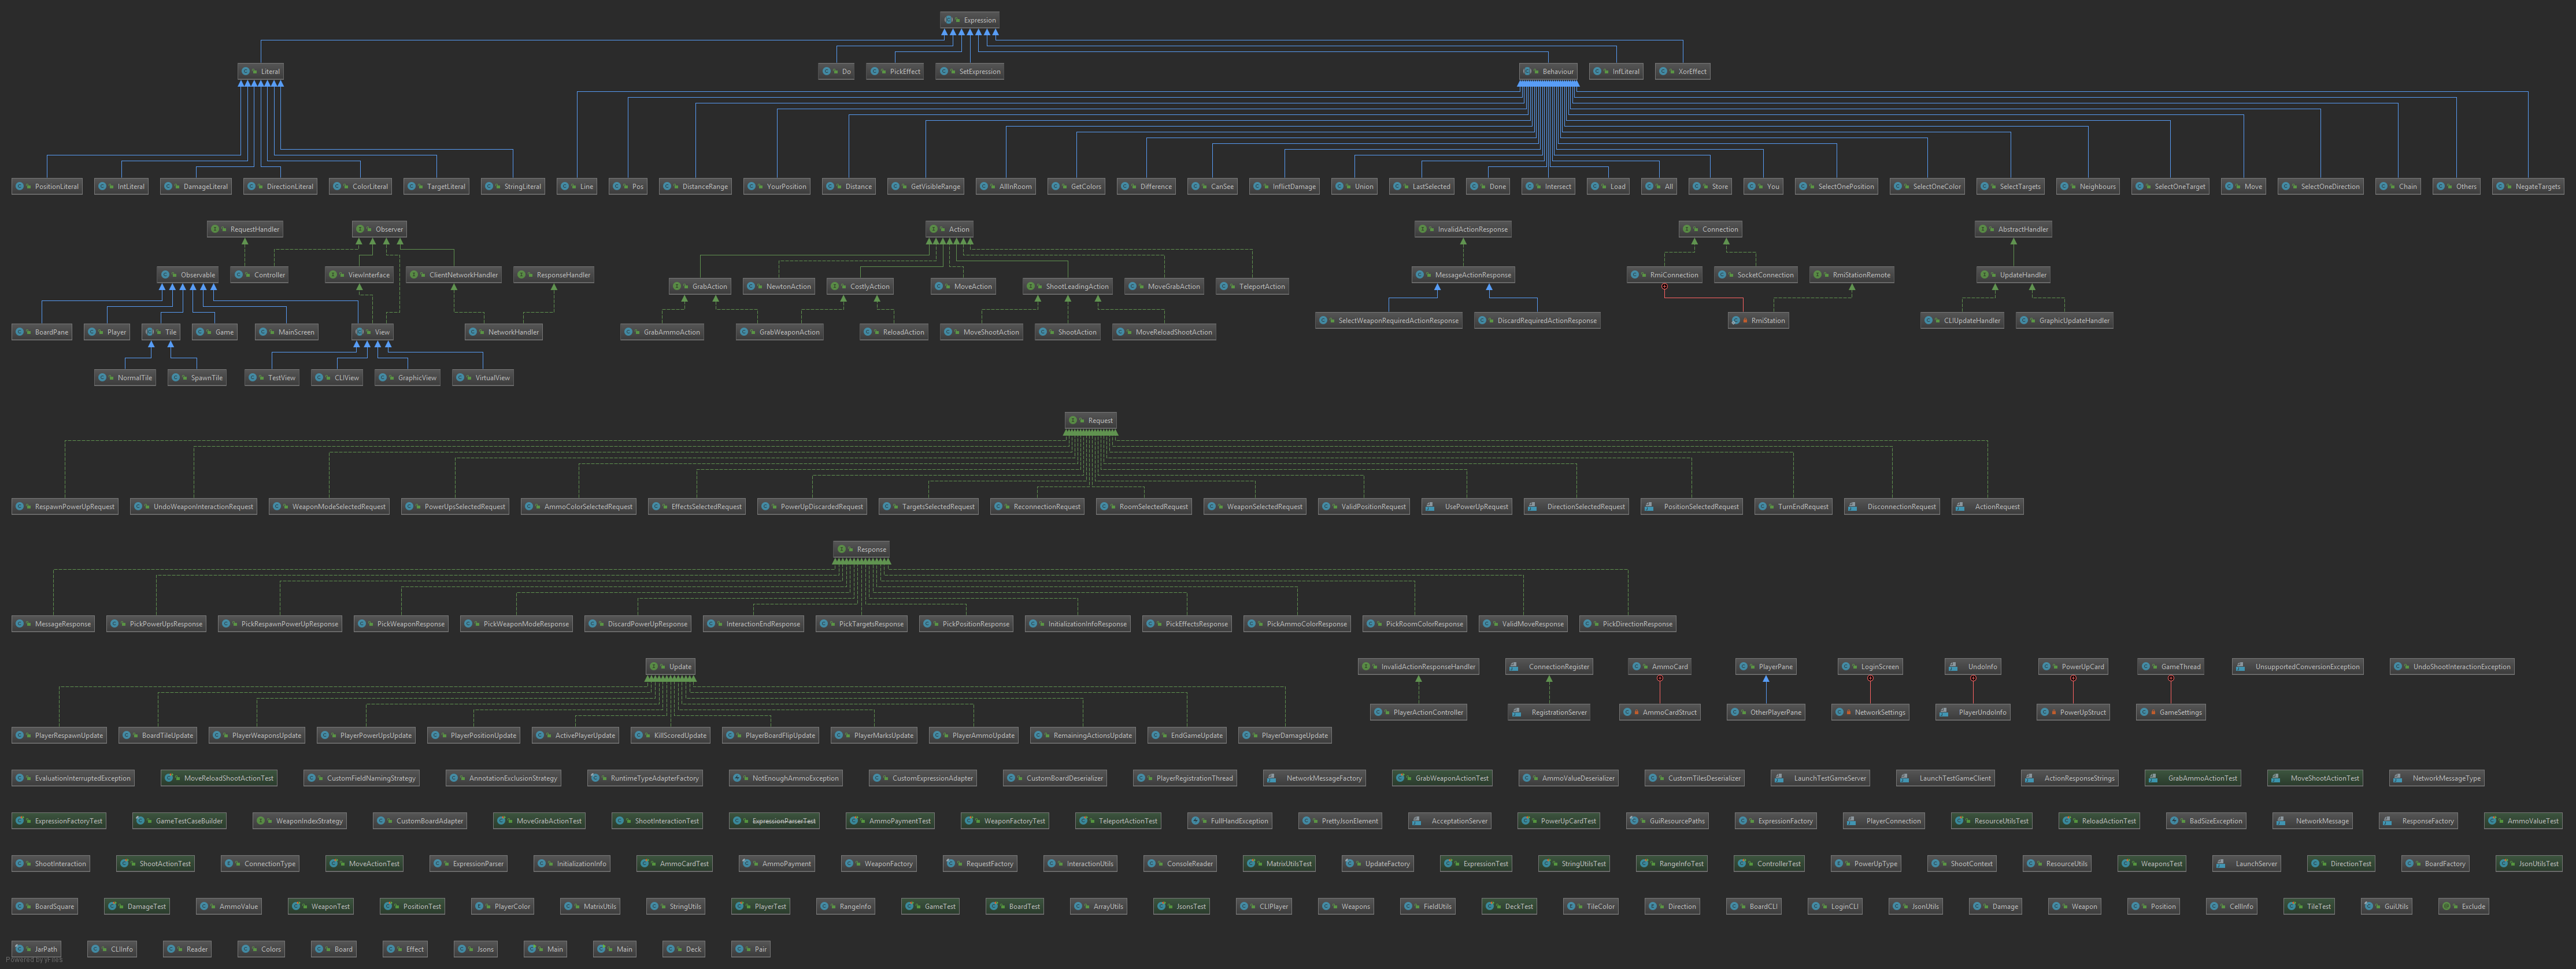 Expression
Literal Do PickEffect SetExpression Behaviour InfLiteral XorEffect
PositionLiteral IntLiteral DamageLiteral DirectionLiteral ColorLiteral TargetLiteral StringLiteral Line Pos DistanceRange YourPosition Distance GetVisibleRange AllInRoom GetColors Difference CanSee InflictDamage Union LastSelected Done Intersect Load All Store You SelectOnePosition SelectOneColor SelectTargets Neighbours SelectOneTarget Move SelectOneDirection Chain Others NegateTargets
RequestHandler Observer Action InvalidActionResponse Connection AbstractHandler
Observable Controller ViewInterface ClientNetworkHandler ResponseHandler MessageActionResponse RmiConnection SocketConnection RmiStationRemote UpdateHandler
GrabAction NewtonAction CostlyAction MoveAction ShootLeadingAction MoveGrabAction TeleportAction
SelectWeaponRequiredActionResponse DiscardRequiredActionResponse RmiStation CLIUpdateHandler GraphicUpdateHandler
BoardPane Player Tile Game MainScreen View NetworkHandler GrabAmmoAction GrabWeaponAction ReloadAction MoveShootAction ShootAction MoveReloadShootAction
NormalTile SpawnTile TestView CLIView GraphicView VirtualView
Request
RespawnPowerUpRequest UndoWeaponInteractionRequest WeaponModeSelectedRequest PowerUpsSelectedRequest AmmoColorSelectedRequest EffectsSelectedRequest PowerUpDiscardedRequest TargetsSelectedRequest ReconnectionRequest RoomSelectedRequest WeaponSelectedRequest ValidPositionRequest UsePowerUpRequest DirectionSelectedRequest PositionSelectedRequest TurnEndRequest DisconnectionRequest ActionRequest
Response
MessageResponse PickPowerUpsResponse PickRespawnPowerUpResponse PickWeaponResponse PickWeaponModeResponse DiscardPowerUpResponse InteractionEndResponse PickTargetsResponse PickPositionResponse InitializationInfoResponse PickEffectsResponse PickAmmoColorResponse PickRoomColorResponse ValidMoveResponse PickDirectionResponse
Update InvalidActionResponseHandler ConnectionRegister AmmoCard PlayerPane LoginScreen UndoInfo PowerUpCard GameThread UnsupportedConversionException UndoShootInteractionException
PlayerActionController RegistrationServer AmmoCardStruct OtherPlayerPane NetworkSettings PlayerUndoInfo PowerUpStruct GameSettings
PlayerRespawnUpdate BoardTileUpdate PlayerWeaponsUpdate PlayerPowerUpsUpdate PlayerPositionUpdate ActivePlayerUpdate KillScoredUpdate PlayerBoardFlipUpdate PlayerMarksUpdate PlayerAmmoUpdate RemainingActionsUpdate EndGameUpdate PlayerDamageUpdate
EvaluationInterruptedException MoveReloadShootActionTest CustomFieldNamingStrategy AnnotationExclusionStrategy RuntimeTypeAdapterFactory NotEnoughAmmoException CustomExpressionAdapter CustomBoardDeserializer PlayerRegistrationThread NetworkMessageFactory GrabWeaponActionTest AmmoValueDeserializer CustomTilesDeserializer LaunchTestGameServer LaunchTestGameClient ActionResponseStrings GrabAmmoActionTest MoveShootActionTest NetworkMessageType
ExpressionFactoryTest GameTestCaseBuilder WeaponIndexStrategy CustomBoardAdapter MoveGrabActionTest ShootInteractionTest ExpressionParserTest AmmoPaymentTest WeaponFactoryTest TeleportActionTest FullHandException PrettyJsonElement AcceptationServer PowerUpCardTest GuiResourcePaths ExpressionFactory PlayerConnection ResourceUtilsTest ReloadActionTest BadSizeException NetworkMessage ResponseFactory AmmoValueTest
ShootInteraction ShootActionTest ConnectionType MoveActionTest ExpressionParser InitializationInfo AmmoCardTest AmmoPayment WeaponFactory RequestFactory InteractionUtils ConsoleReader MatrixUtilsTest UpdateFactory ExpressionTest StringUtilsTest RangeInfoTest ControllerTest PowerUpType ShootContext ResourceUtils WeaponsTest LaunchServer DirectionTest BoardFactory JsonUtilsTest
BoardSquare DamageTest AmmoValue WeaponTest PositionTest PlayerColor MatrixUtils StringUtils PlayerTest RangeInfo GameTest BoardTest ArrayUtils JsonsTest CLIPlayer Weapons FieldUtils DeckTest TileColor Direction BoardCLI LoginCLI JsonUtils Damage Weapon Position CellInfo TileTest GuiUtils Exclude
JarPath CLIInfo Reader Colors Board Effect Jsons Main Main Deck Pair
Powered by yFiles